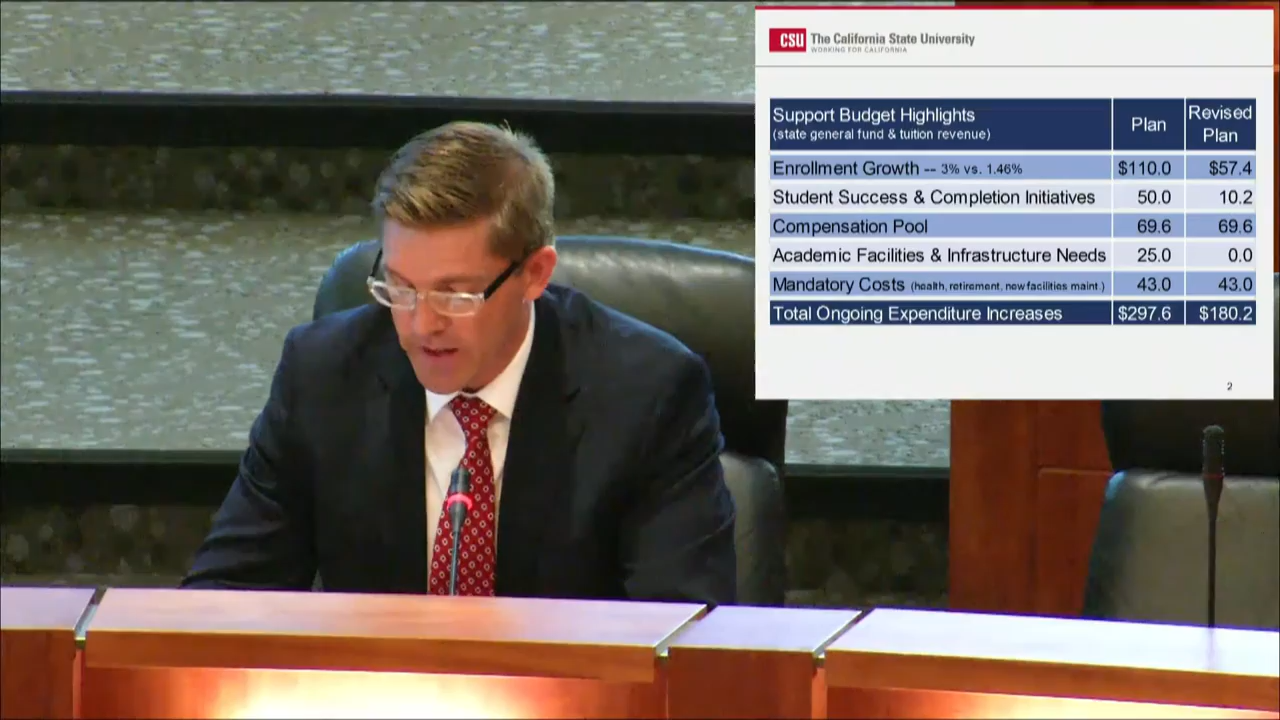 CSU The California State University
WORKING FOR CALIFORNIA
Support Budget Highlights
(state general fund & tuition revenue)
Plan
Revised
Plan
Enrollment Growth -- 3% vs. 1.46% $110.0 $57.4
Student Success & Completion Initiatives 50.0 10.2
Compensation Pool 69.6 69.6
Academic Facilities & Infrastructure Needs 25.0 0.0
Mandatory Costs (health, retirement, new facilities maint.) 43.0 43.0
Total Ongoing Expenditure Increases $297.6 $180.2
2